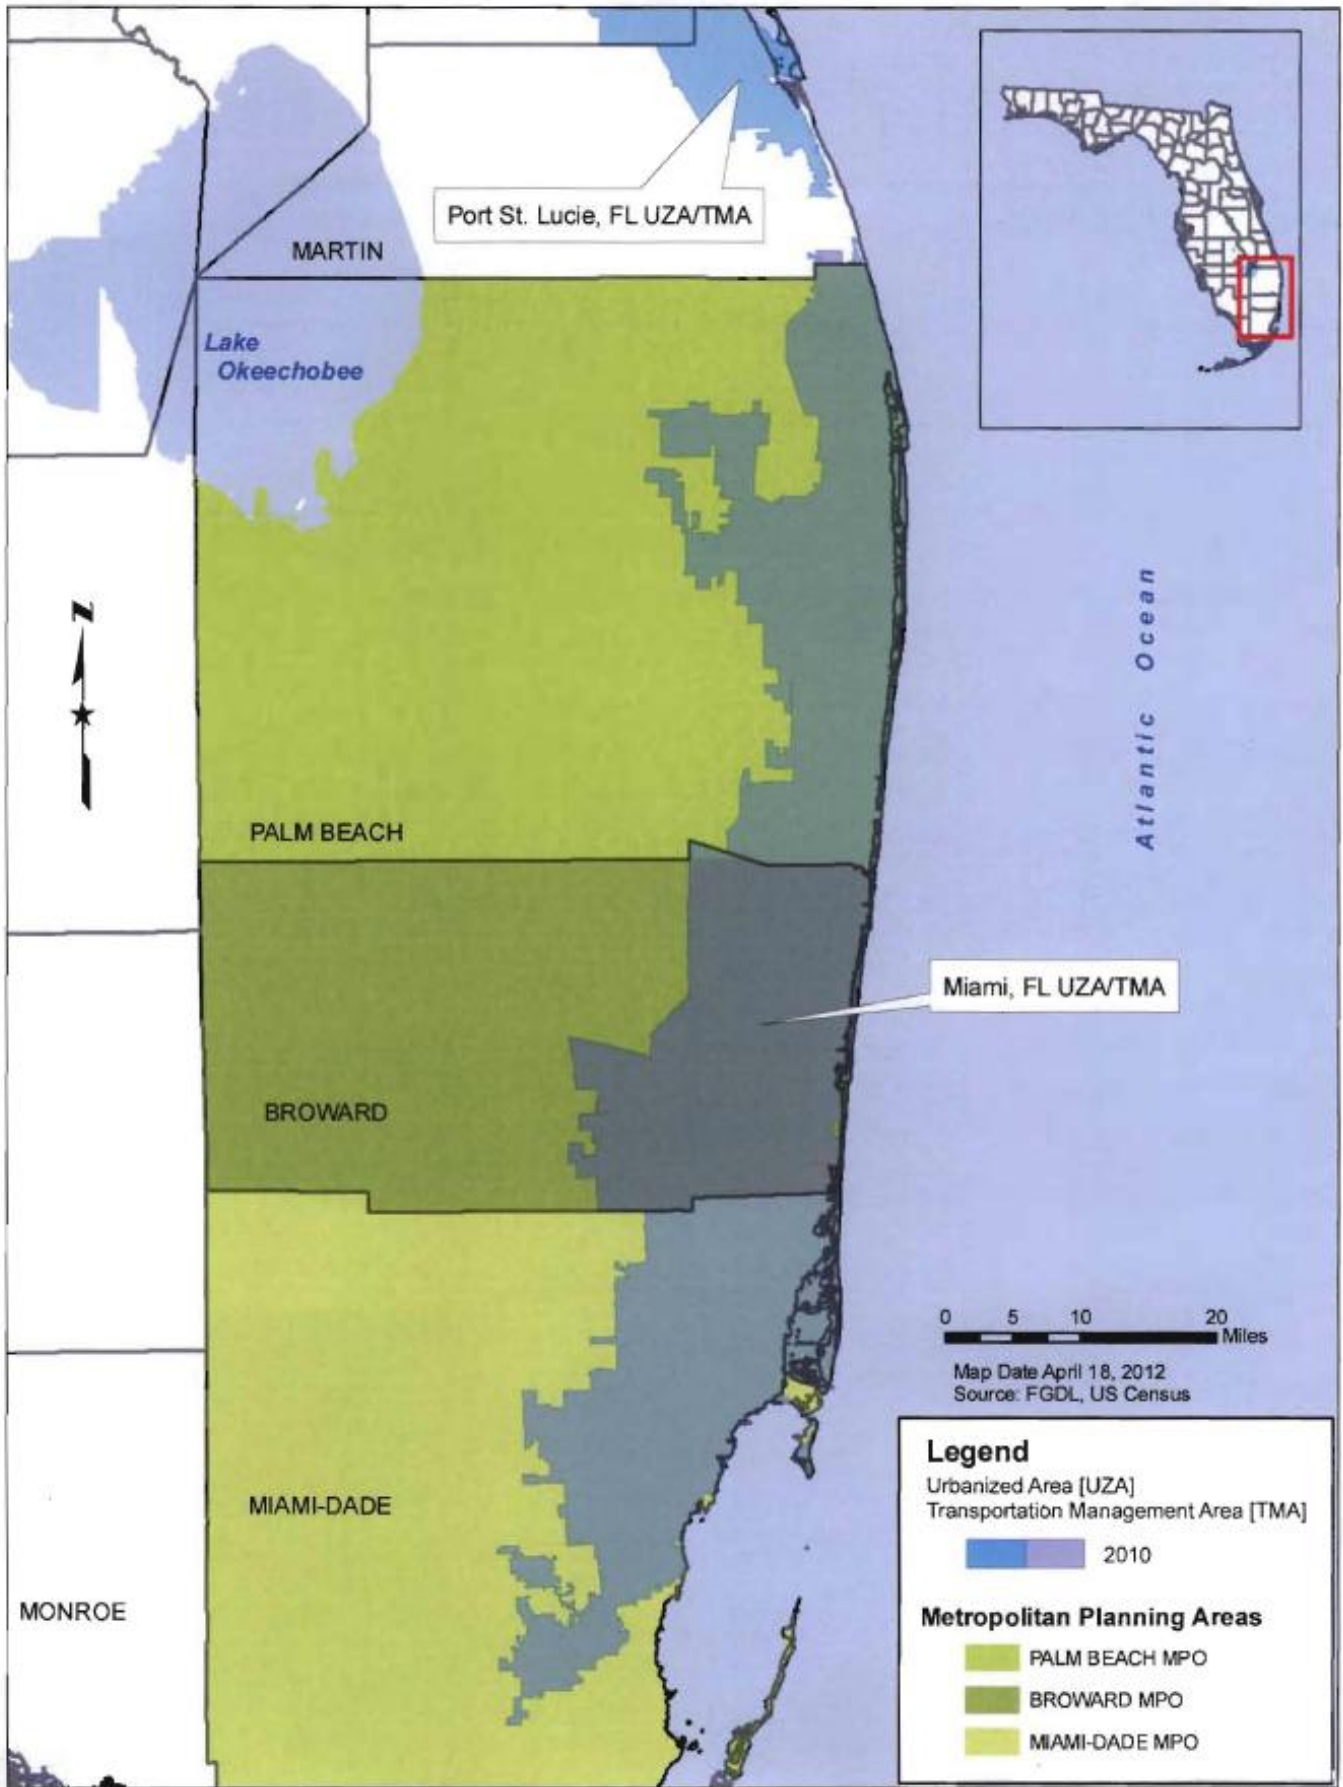 Port St. Lucie, FL UZA/TMA
MARTIN
Lake
Okeechobee
Z
Atlantic Ocean
PALM BEACH
Miami, FL UZA/TMA
BROWARD
0 5 10 20
Miles
Map Date April 18, 2012
Source: FGDL, US Census
MIAMI-DADE
MONROE
Legend
Urbanized Area [UZA]
Transportation Management Area [TMA]
2010
Metropolitan Planning Areas
PALM BEACH MPO
BROWARD MPO
MIAMI-DADE MPO